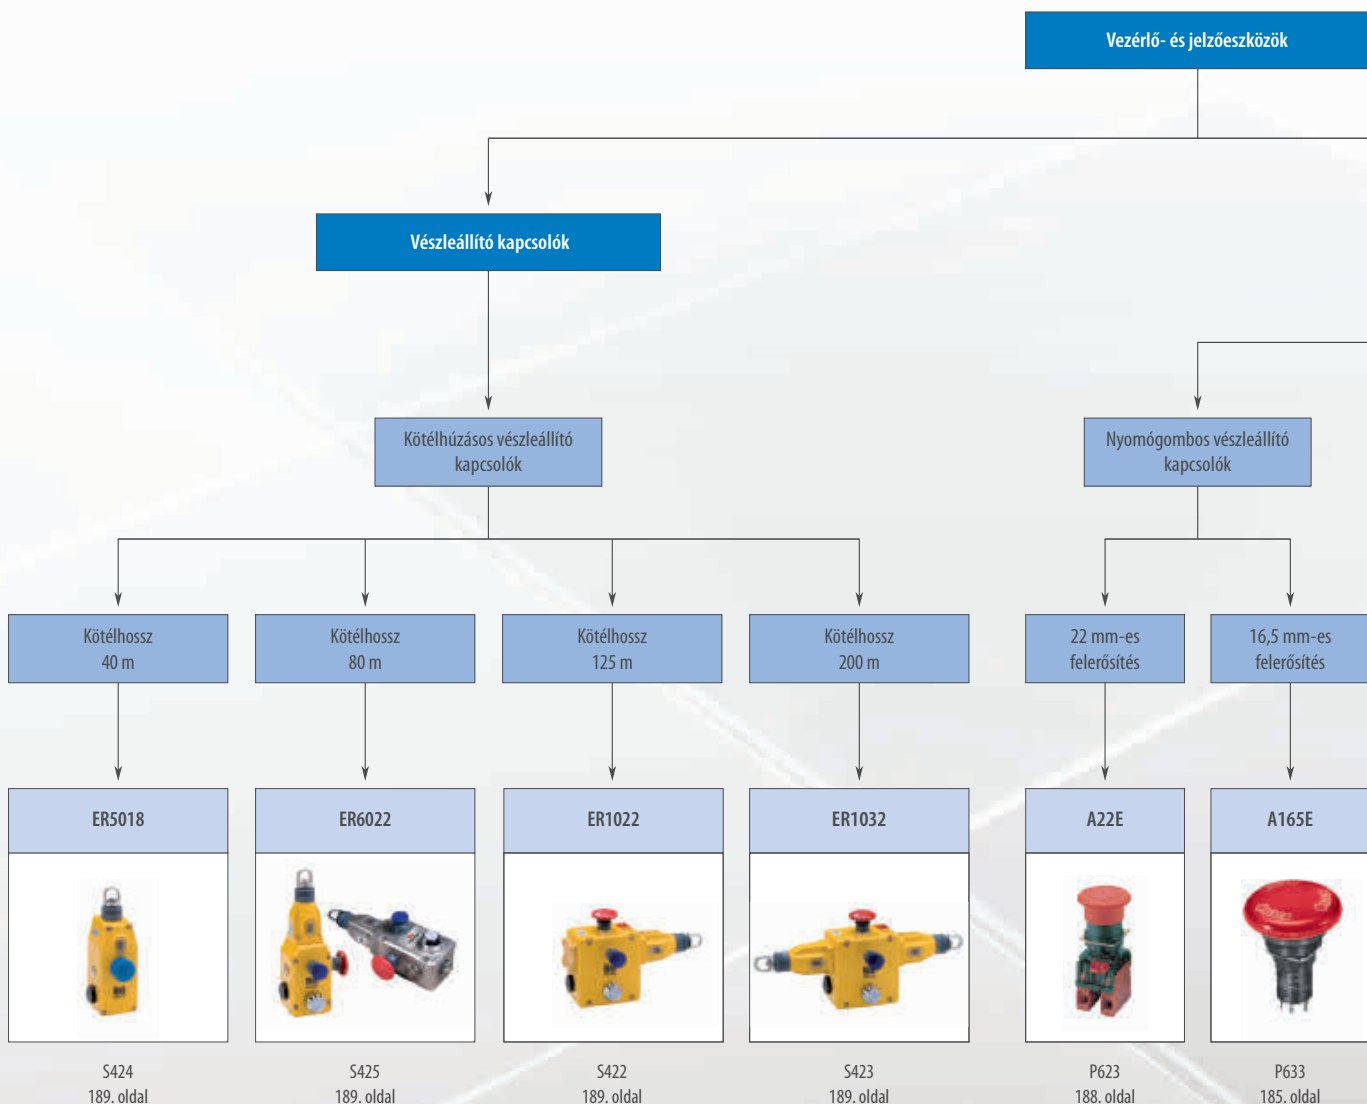 Vezérlő- és jelzőeszközök
Vészleállító kapcsolók
Kötélhúzásos vészleállító
kapcsolók
Nyomógombos vészleállító
kapcsolók
Kötélhossz
40 m
Kötélhossz
80 m
Kötélhossz
125 m
Kötélhossz
200 m
22 mm-es
felerősítés
16,5 mm-es
felerősítés
ER5018
ER6022
ER1022
ER1032
A22E
A165E
S424
189. oldal
S425
189. oldal
S422
189. oldal
S423
189. oldal
P623
188. oldal
P633
185. oldal